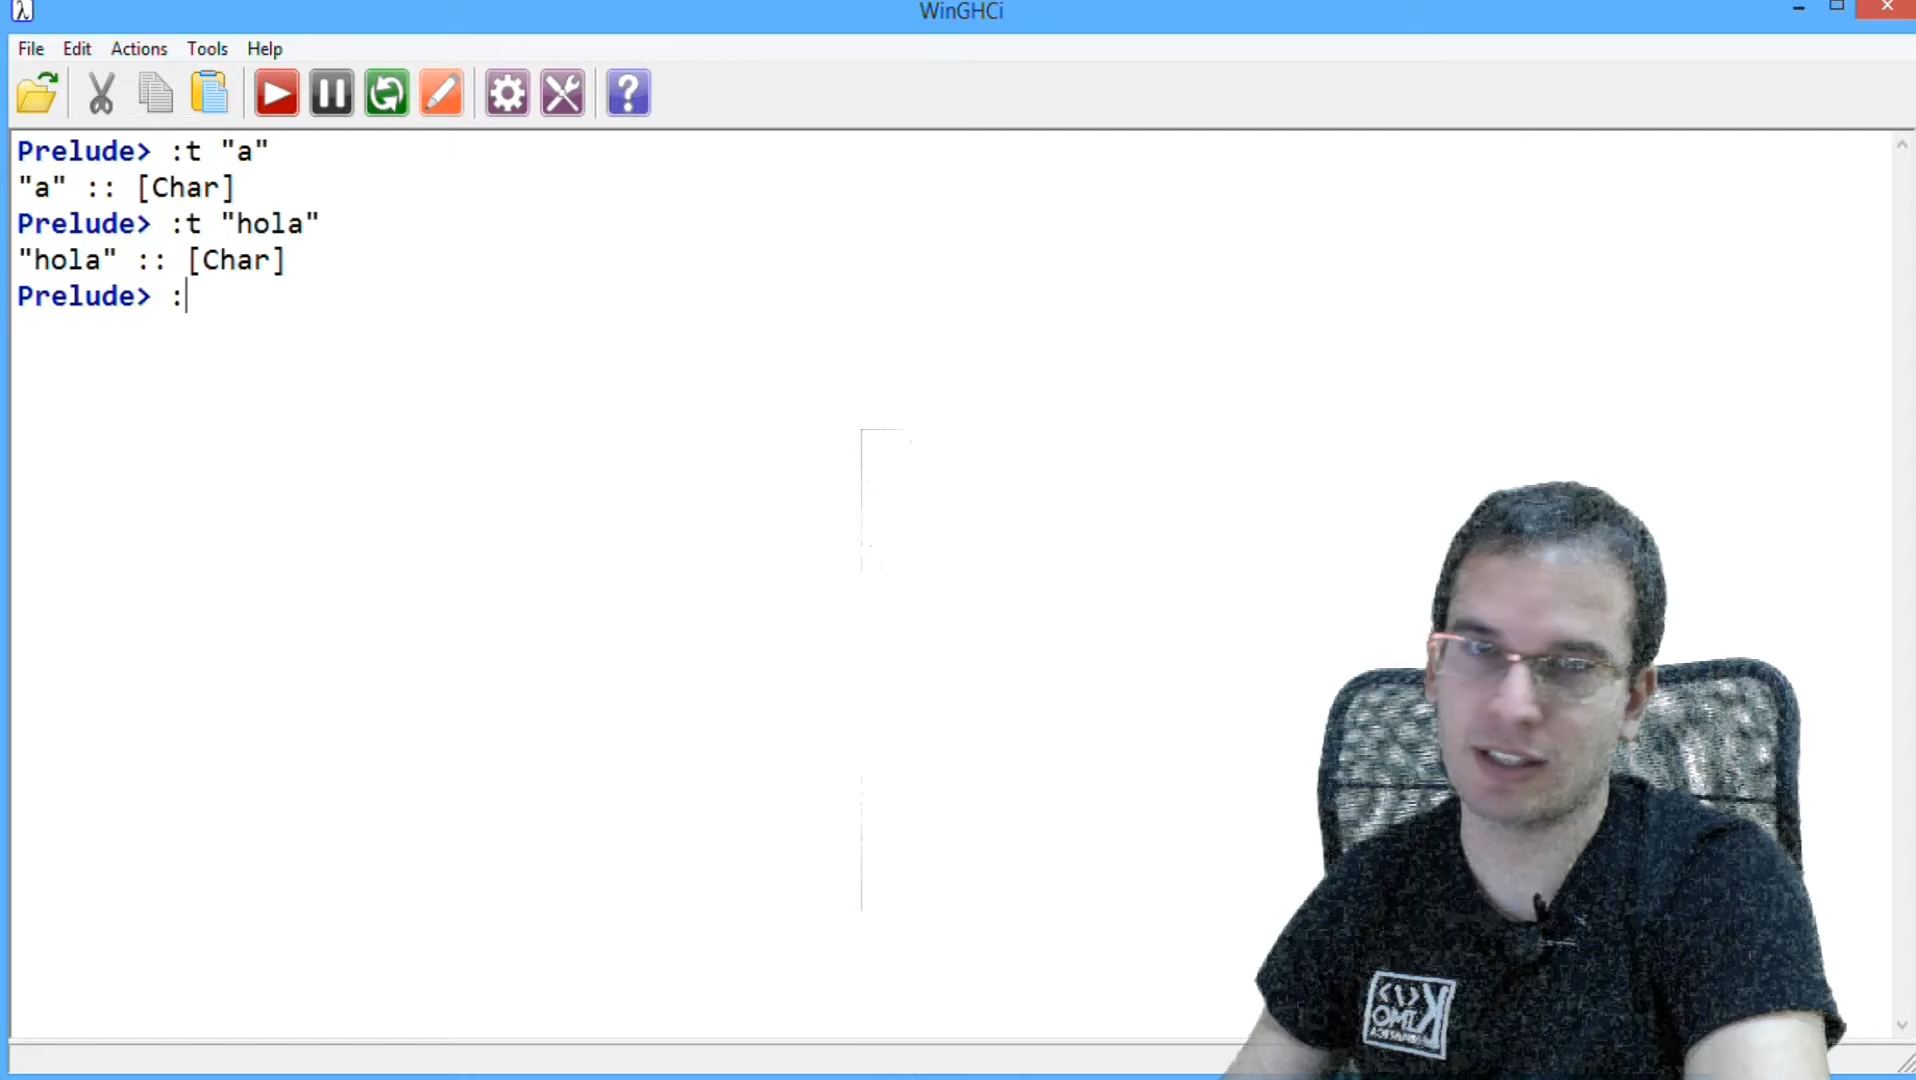 WinGHCi
File Edit Actions Tools Help
Prelude> :t "a"
"a" :: [Char]
Prelude> :t "hola"
"hola" :: [Char]
Prelude> :